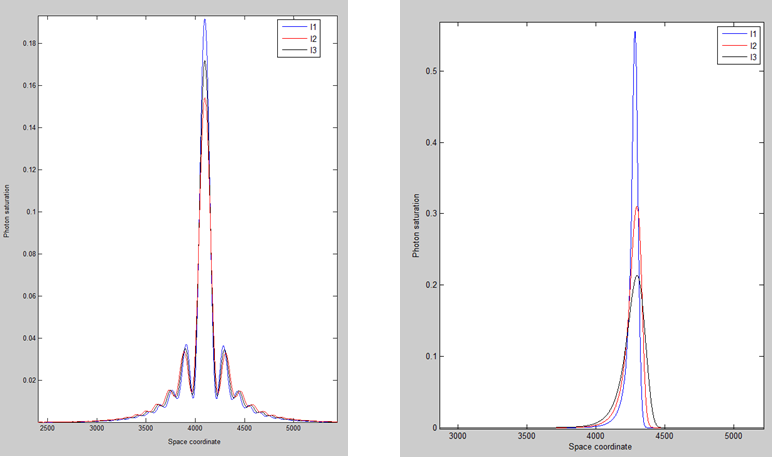 I1
I2
I3
0.18
0.16
0.14
0.12
0.1
0.08
0.06
0.04
0.02
Photon saturation
2500 3000 3500 4000 4500 5000
Space coordinate
I1
I2
I3
0.5
0.4
0.3
0.2
0.1
0
Photon saturation
3000 3500 4000 4500 5000
Space coordinate